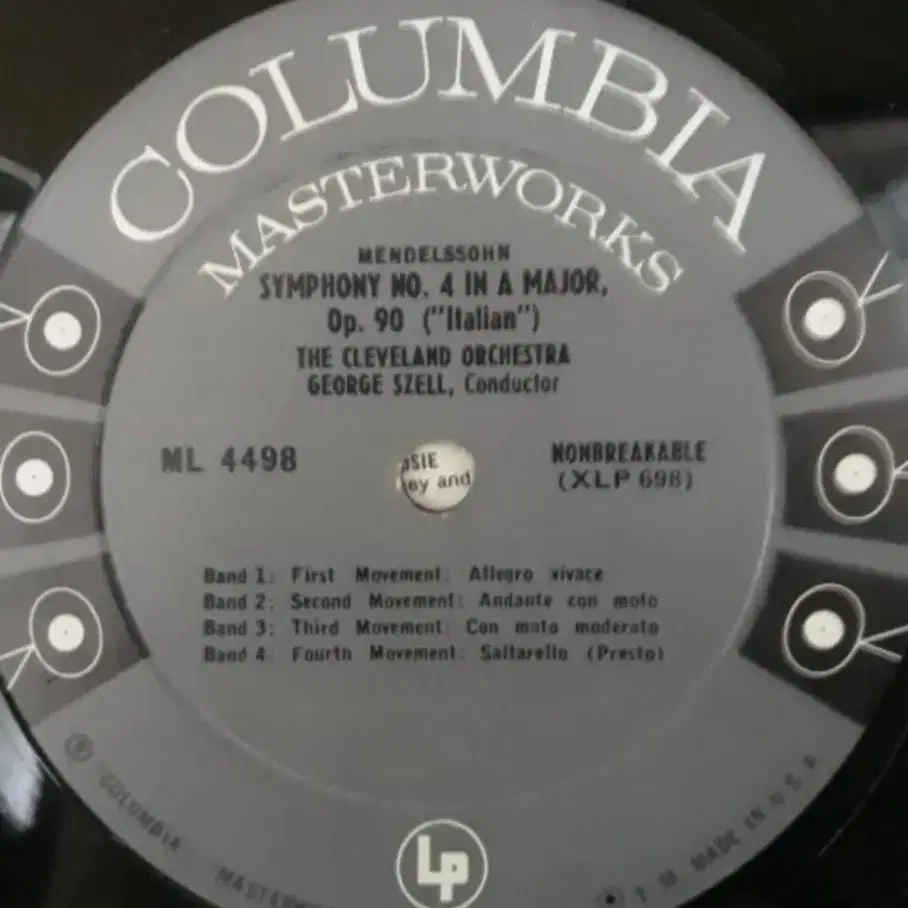 COLUMBIA
MASTERWORKS
MENDELSSOHN
SYMPHONY NO. 4 IN A MAJOR,
Op. 90 ("Italian")
THE CLEVELAND ORCHESTRA
GEORGE SZELL, Conductor
ML 4498
NONBREAKABLE
(XLP 698)
ey and
Band 1: First Movement: Allegro vivace
Band 2: Second Movement: Andante con moto
Band 3: Third Movement: Con moto moderato
Band 4: Fourth Movement: Saltarello (Presto)
LP
"COLUMBIA"
T M MADE IN U.S.A.